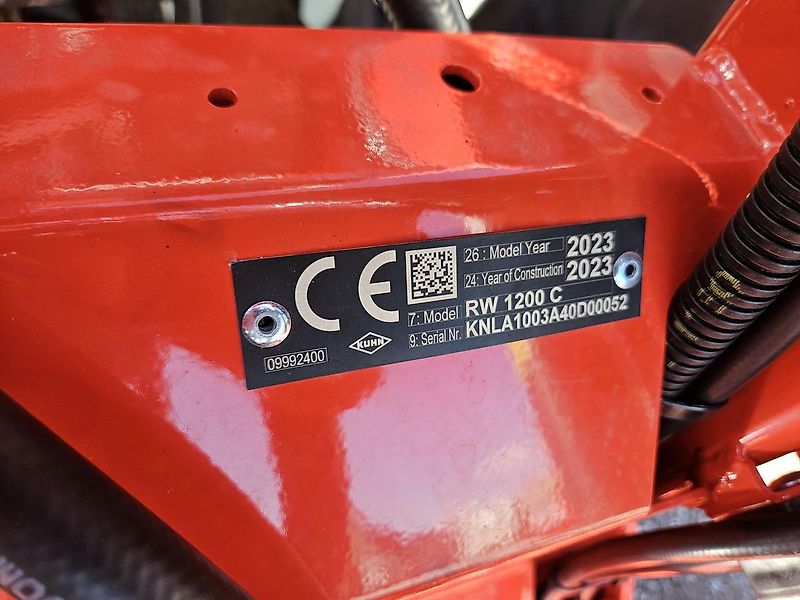 CE
26 : Model Year 2023
24: Year of Construction 2023
7: Model RW 1200 C
9: Serial Nr. KNLA1003A40D00052
KUHN
09992400